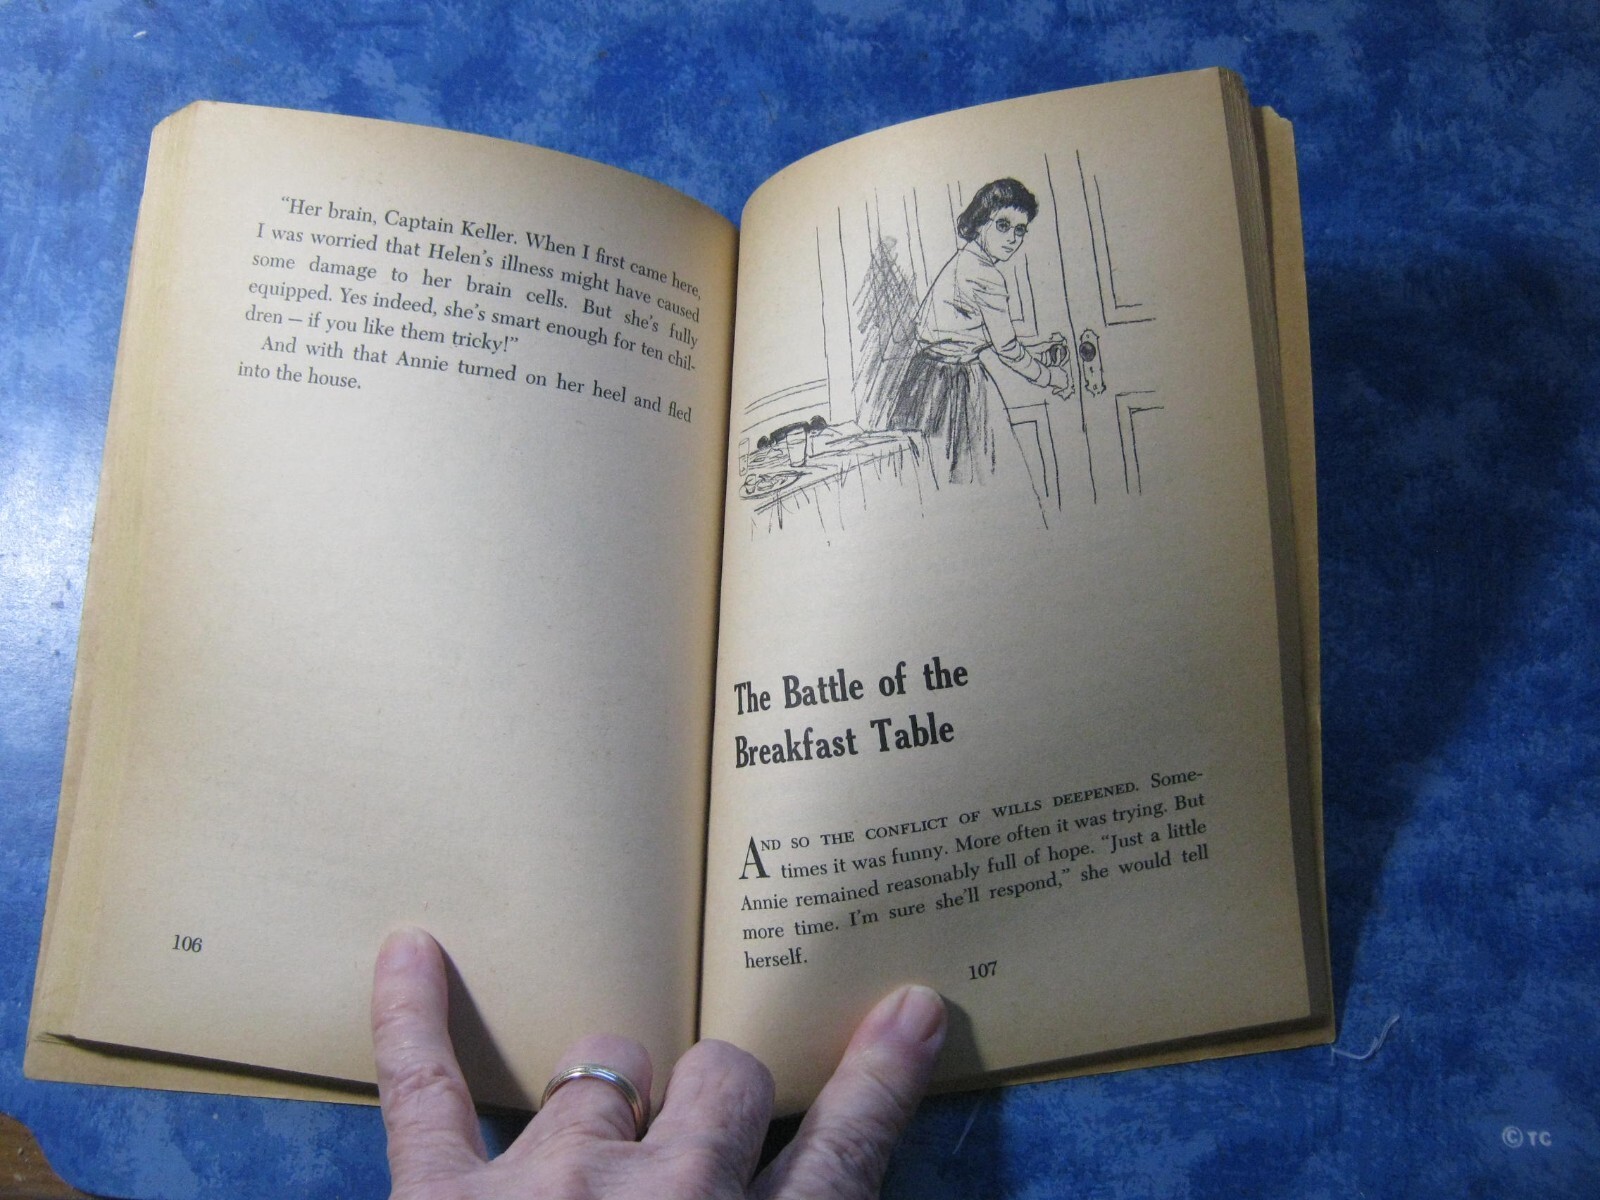 “Her brain, Captain Keller. When I first came here,
I was worried that Helen’s illness might have caused
some damage to her brain cells. But she’s fully
equipped. Yes indeed, she’s smart enough for ten chil-
dren — if you like them tricky!”
And with that Annie turned on her heel and fled
into the house.
106
The Battle of the
Breakfast Table
AND SO THE CONFLICT OF WILLS DEEPENED. Some-
times it was funny. More often it was trying. But
Annie remained reasonably full of hope. “Just a little
more time. I’m sure she’ll respond,” she would tell
herself.
107
© TC